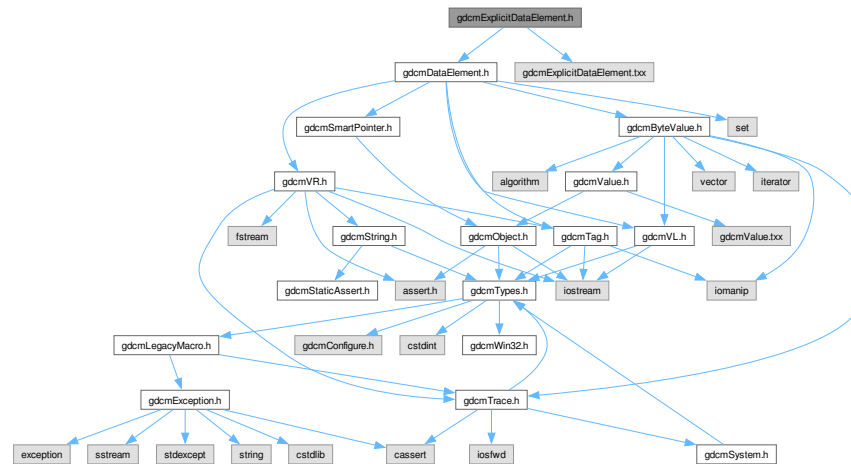 gdcmExplicitDataElement.h
gdcmDataElement.h
gdcmExplicitDataElement.txx
gdcmSmartPointer.h
gdcmByteValue.h
set
gdcmVR.h
algorithm
gdcmValue.h
vector
iterator
fstream
gdcmString.h
gdcmObject.h
gdcmTag.h
gdcmVL.h
gdcmValue.txx
gdcmStaticAssert.h
assert.h
gdcmTypes.h
iostream
iomanip
gdcmLegacyMacro.h
gdcmConfigure.h
cstdint
gdcmWin32.h
gdcmException.h
gdcmTrace.h
exception
sstream
stdexcept
string
cstdlib
cassert
iosfwd
gdcmSystem.h